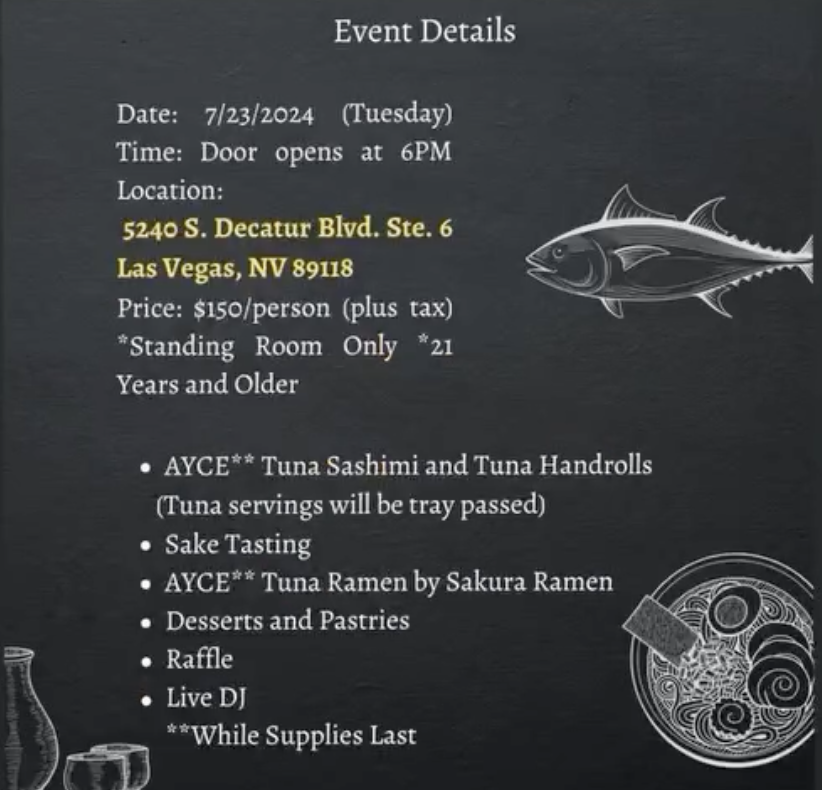 Event Details
Date: 7/23/2024 (Tuesday)
Time: Door opens at 6PM
Location:
5240 S. Decatur Blvd. Ste. 6
Las Vegas, NV 89118
Price: $150/person (plus tax)
*Standing Room Only *21
Years and Older
• AYCE** Tuna Sashimi and Tuna Handrolls
(Tuna servings will be tray passed)
• Sake Tasting
• AYCE** Tuna Ramen by Sakura Ramen
• Desserts and Pastries
• Raffle
• Live DJ
**While Supplies Last